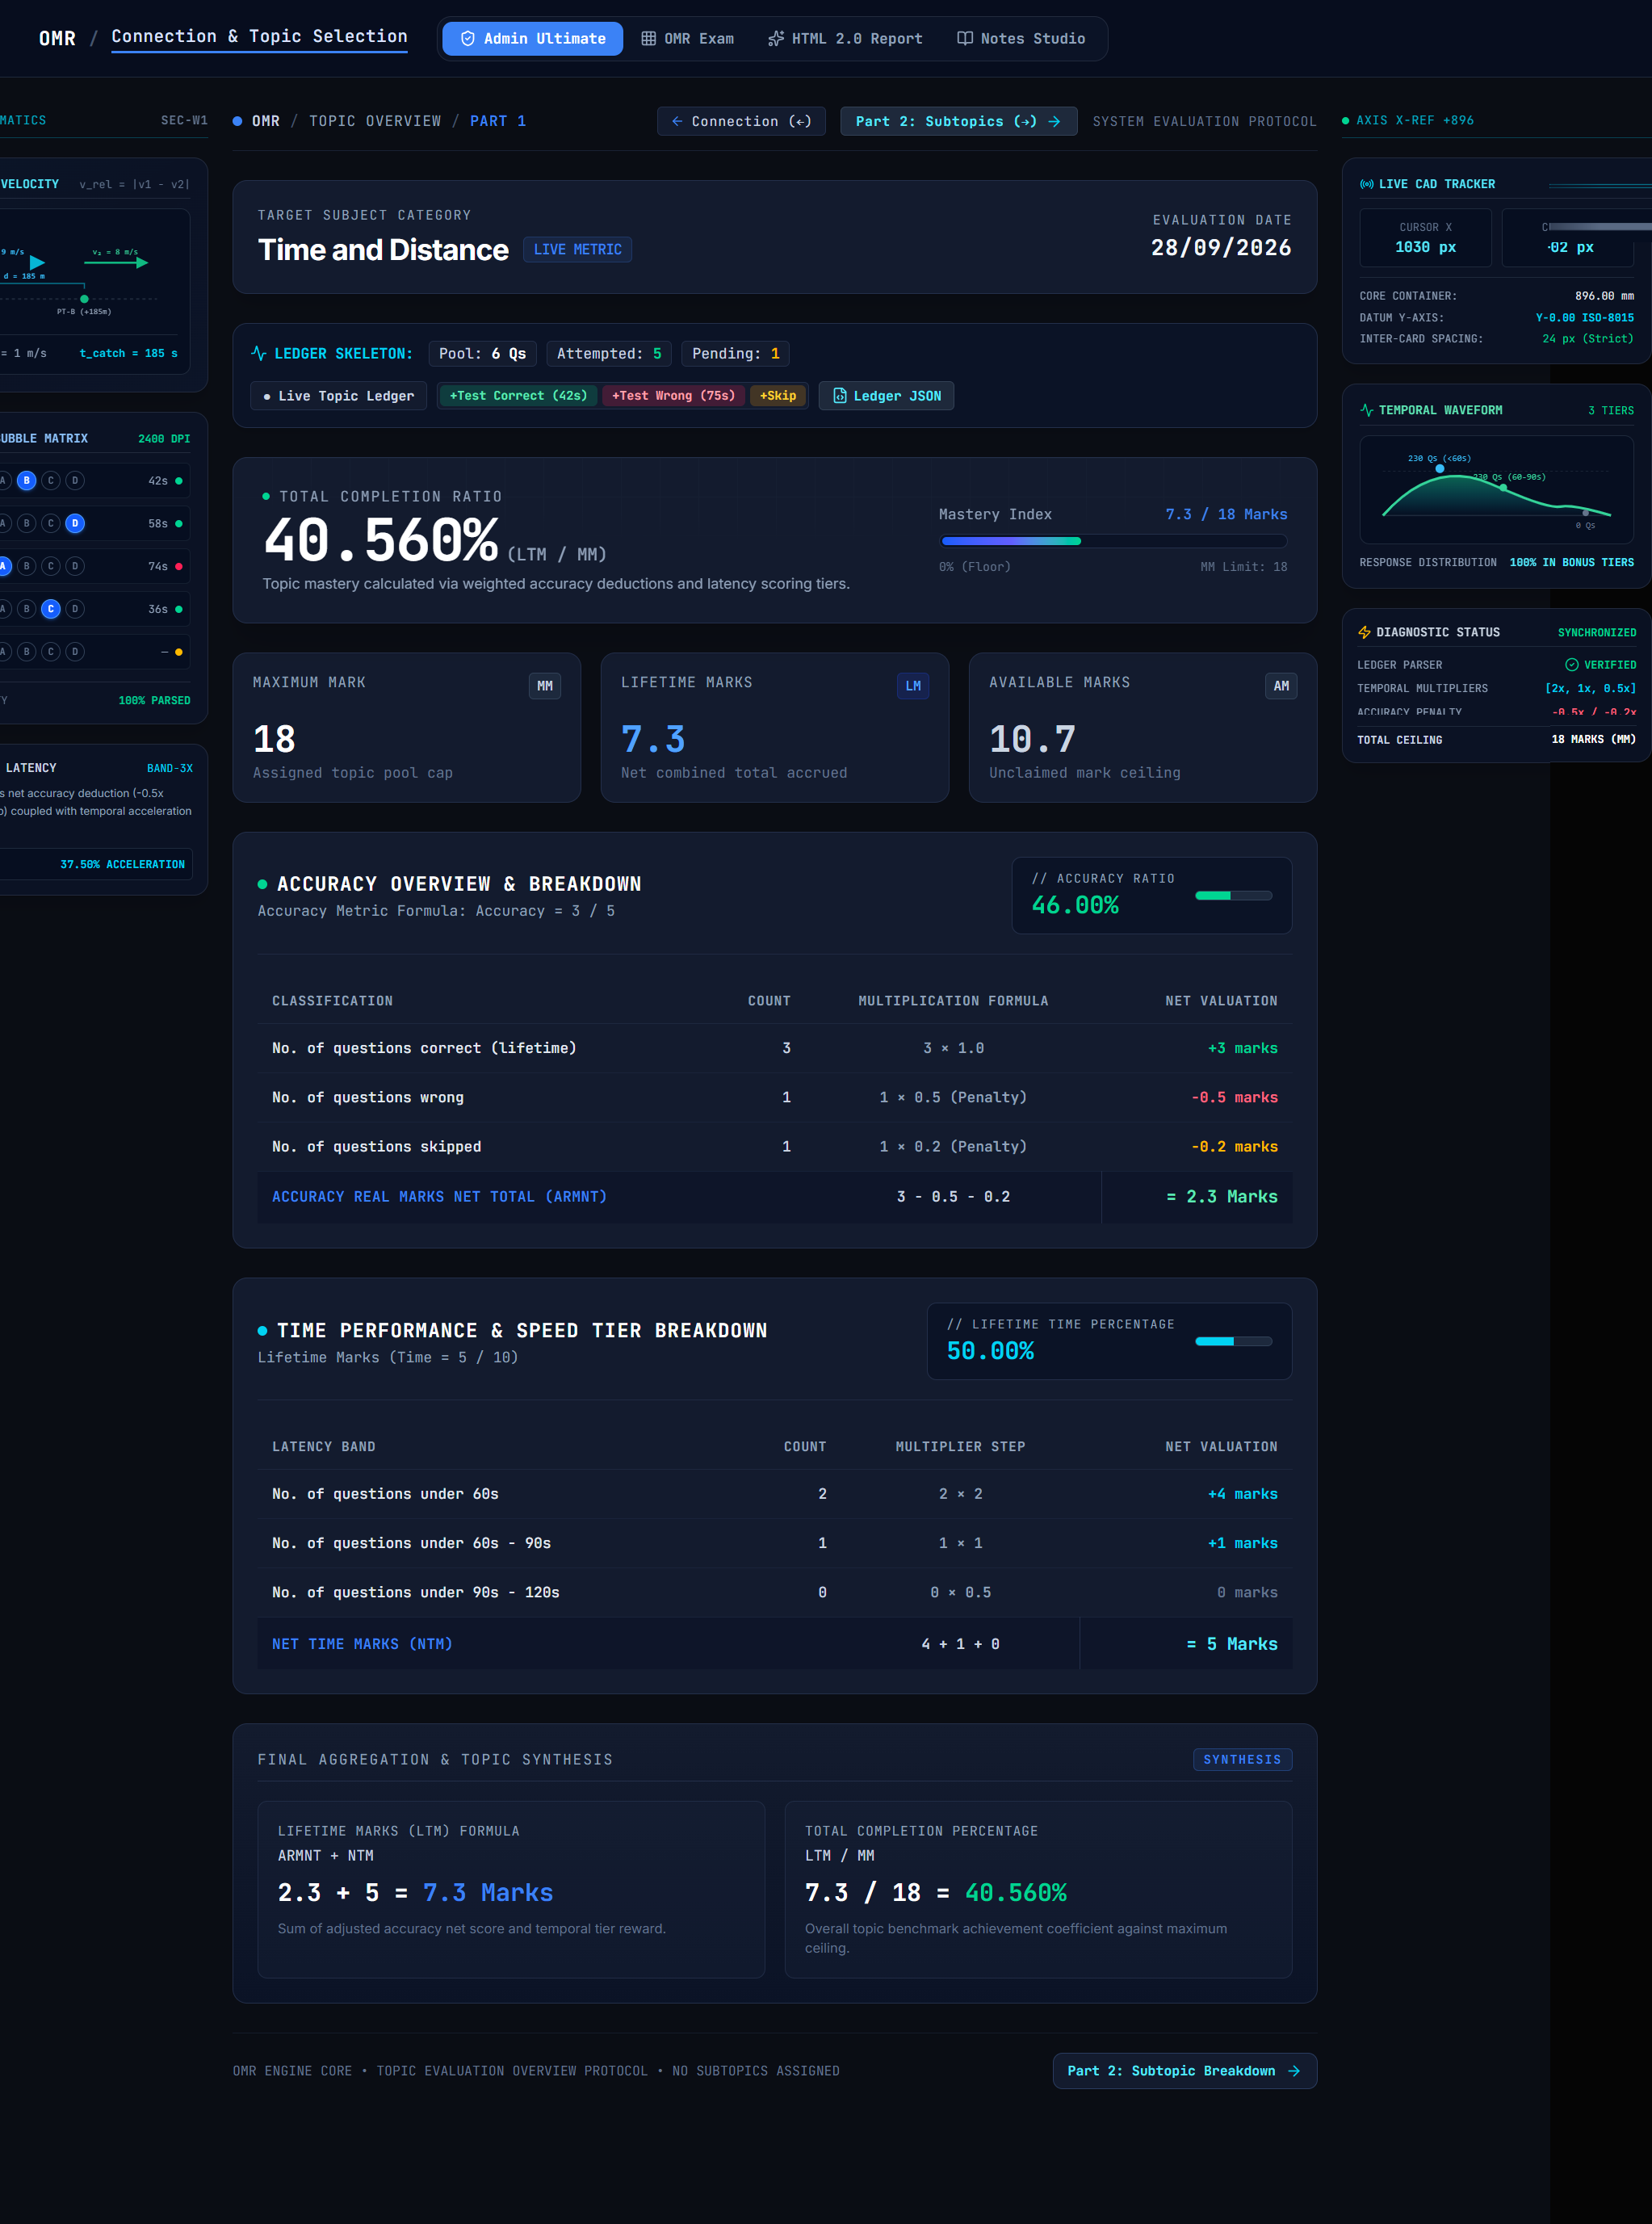 OMR / Connection & Topic Selection
Admin Ultimate
OMR Exam
HTML 2.0 Report
Notes Studio
MATICS
SEC-W1
VELOCITY
v_rel = |v1 - v2|
9 m/s
v₂ = 8 m/s
d = 185 m
PT-B (+185m)
= 1 m/s
t_catch = 185 s
UBBLE MATRIX
2400 DPI
A B C D 42s
A B C D 58s
A B C D 74s
A B C D 36s
A B C D —
TY
100% PARSED
LATENCY
BAND-3X
s net accuracy deduction (-0.5x
) coupled with temporal acceleration
37.50% ACCELERATION
OMR / TOPIC OVERVIEW / PART 1
← Connection (←)
Part 2: Subtopics (→) →
SYSTEM EVALUATION PROTOCOL
TARGET SUBJECT CATEGORY
Time and Distance
LIVE METRIC
EVALUATION DATE
28/09/2026
LEDGER SKELETON:
Pool: 6 Qs
Attempted: 5
Pending: 1
● Live Topic Ledger
+Test Correct (42s)
+Test Wrong (75s)
+Skip
Ledger JSON
TOTAL COMPLETION RATIO
40.560% (LTM / MM)
Topic mastery calculated via weighted accuracy deductions and latency scoring tiers.
Mastery Index
7.3 / 18 Marks
0% (Floor)
MM Limit: 18
MAXIMUM MARK
MM
18
Assigned topic pool cap
LIFETIME MARKS
LM
7.3
Net combined total accrued
AVAILABLE MARKS
AM
10.7
Unclaimed mark ceiling
ACCURACY OVERVIEW & BREAKDOWN
Accuracy Metric Formula: Accuracy = 3 / 5
// ACCURACY RATIO
46.00%
CLASSIFICATION COUNT MULTIPLICATION FORMULA NET VALUATION
No. of questions correct (lifetime) 3 3 × 1.0 +3 marks
No. of questions wrong 1 1 × 0.5 (Penalty) -0.5 marks
No. of questions skipped 1 1 × 0.2 (Penalty) -0.2 marks
ACCURACY REAL MARKS NET TOTAL (ARMNT) 3 - 0.5 - 0.2 = 2.3 Marks
TIME PERFORMANCE & SPEED TIER BREAKDOWN
Lifetime Marks (Time = 5 / 10)
// LIFETIME TIME PERCENTAGE
50.00%
LATENCY BAND COUNT MULTIPLIER STEP NET VALUATION
No. of questions under 60s 2 2 × 2 +4 marks
No. of questions under 60s - 90s 1 1 × 1 +1 marks
No. of questions under 90s - 120s 0 0 × 0.5 0 marks
NET TIME MARKS (NTM) 4 + 1 + 0 = 5 Marks
FINAL AGGREGATION & TOPIC SYNTHESIS
SYNTHESIS
LIFETIME MARKS (LTM) FORMULA
ARMNT + NTM
2.3 + 5 = 7.3 Marks
Sum of adjusted accuracy net score and temporal tier reward.
TOTAL COMPLETION PERCENTAGE
LTM / MM
7.3 / 18 = 40.560%
Overall topic benchmark achievement coefficient against maximum
ceiling.
OMR ENGINE CORE • TOPIC EVALUATION OVERVIEW PROTOCOL • NO SUBTOPICS ASSIGNED
Part 2: Subtopic Breakdown →
AXIS X-REF +896
LIVE CAD TRACKER
CURSOR X
1030 px
02 px
CORE CONTAINER: 896.00 mm
DATUM Y-AXIS: Y-0.00 ISO-8015
INTER-CARD SPACING: 24 px (Strict)
TEMPORAL WAVEFORM
3 TIERS
230 Qs (<60s)
230 Qs (60-90s)
0 Qs
RESPONSE DISTRIBUTION 100% IN BONUS TIERS
DIAGNOSTIC STATUS
SYNCHRONIZED
LEDGER PARSER VERIFIED
TEMPORAL MULTIPLIERS [2x, 1x, 0.5x]
ACCURACY PENALTY -0.5x / -0.2x
TOTAL CEILING 18 MARKS (MM)